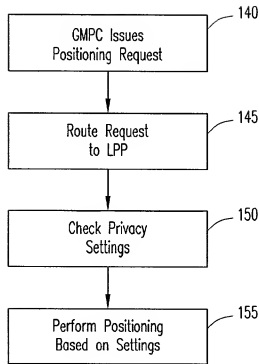 140
GMPC Issues
Positioning Request
145
Route Request
to LPP
150
Check Privacy
Settings
155
Perform Positioning
Based on Settings